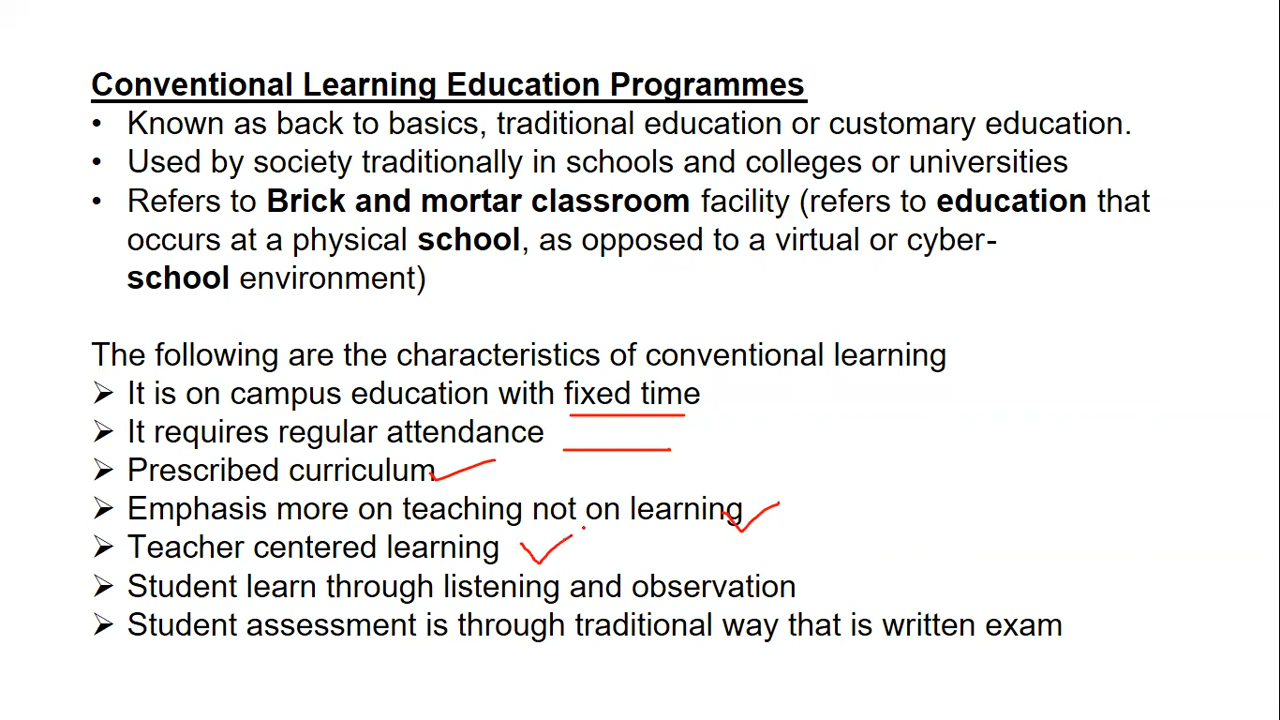 Conventional Learning Education Programmes
• Known as back to basics, traditional education or customary education.
• Used by society traditionally in schools and colleges or universities
• Refers to Brick and mortar classroom facility (refers to education that
occurs at a physical school, as opposed to a virtual or cyber-
school environment)
The following are the characteristics of conventional learning
➢ It is on campus education with fixed time
➢ It requires regular attendance
➢ Prescribed curriculum
➢ Emphasis more on teaching not on learning
➢ Teacher centered learning
➢ Student learn through listening and observation
➢ Student assessment is through traditional way that is written exam